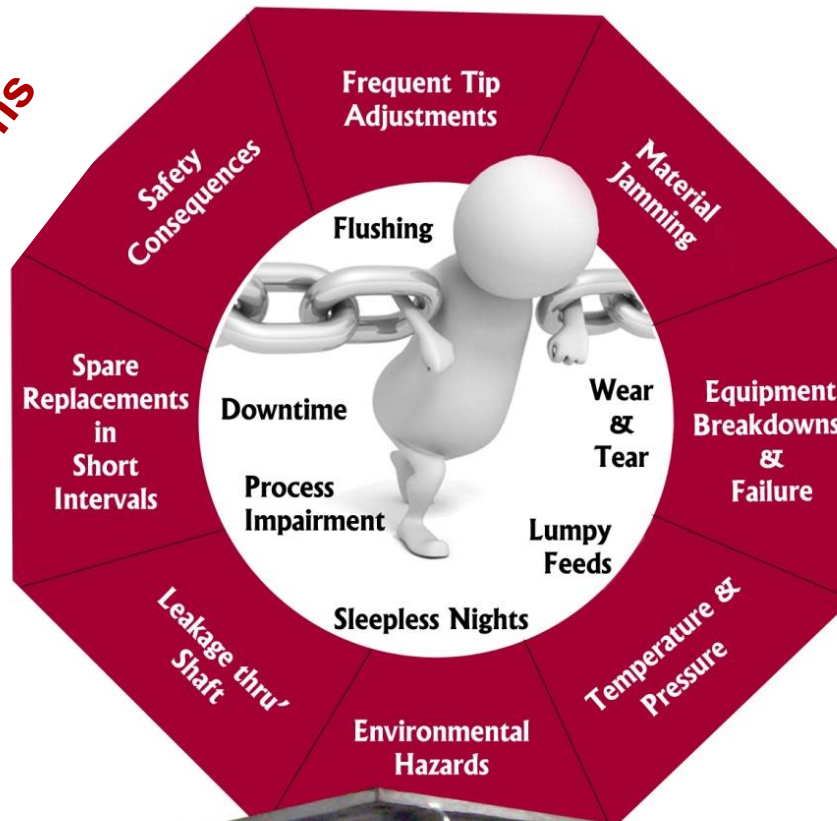 Frequent Tip
Adjustments
Material
Jamming
Equipment
Breakdowns
&
Failure
Temperature &
Pressure
Environmental
Hazards
Leakage thru'
Shaft
Spare
Replacements
in
Short
Intervals
Safety
Consequences
Flushing
Wear
&
Tear
Lumpy
Feeds
Sleepless Nights
Process
Impairment
Downtime